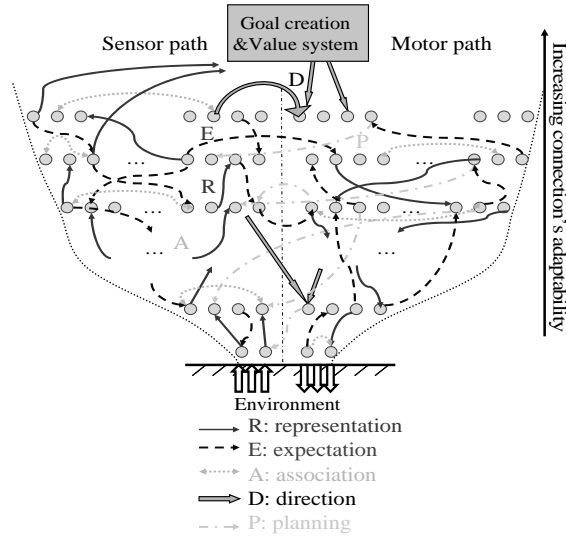 Goal creation
&Value system
Sensor path
Motor path
D
E
P
...
...
R
...
...
A
...
...
Increasing connection's adaptability
Environment
R: representation
E: expectation
A: association
D: direction
P: planning